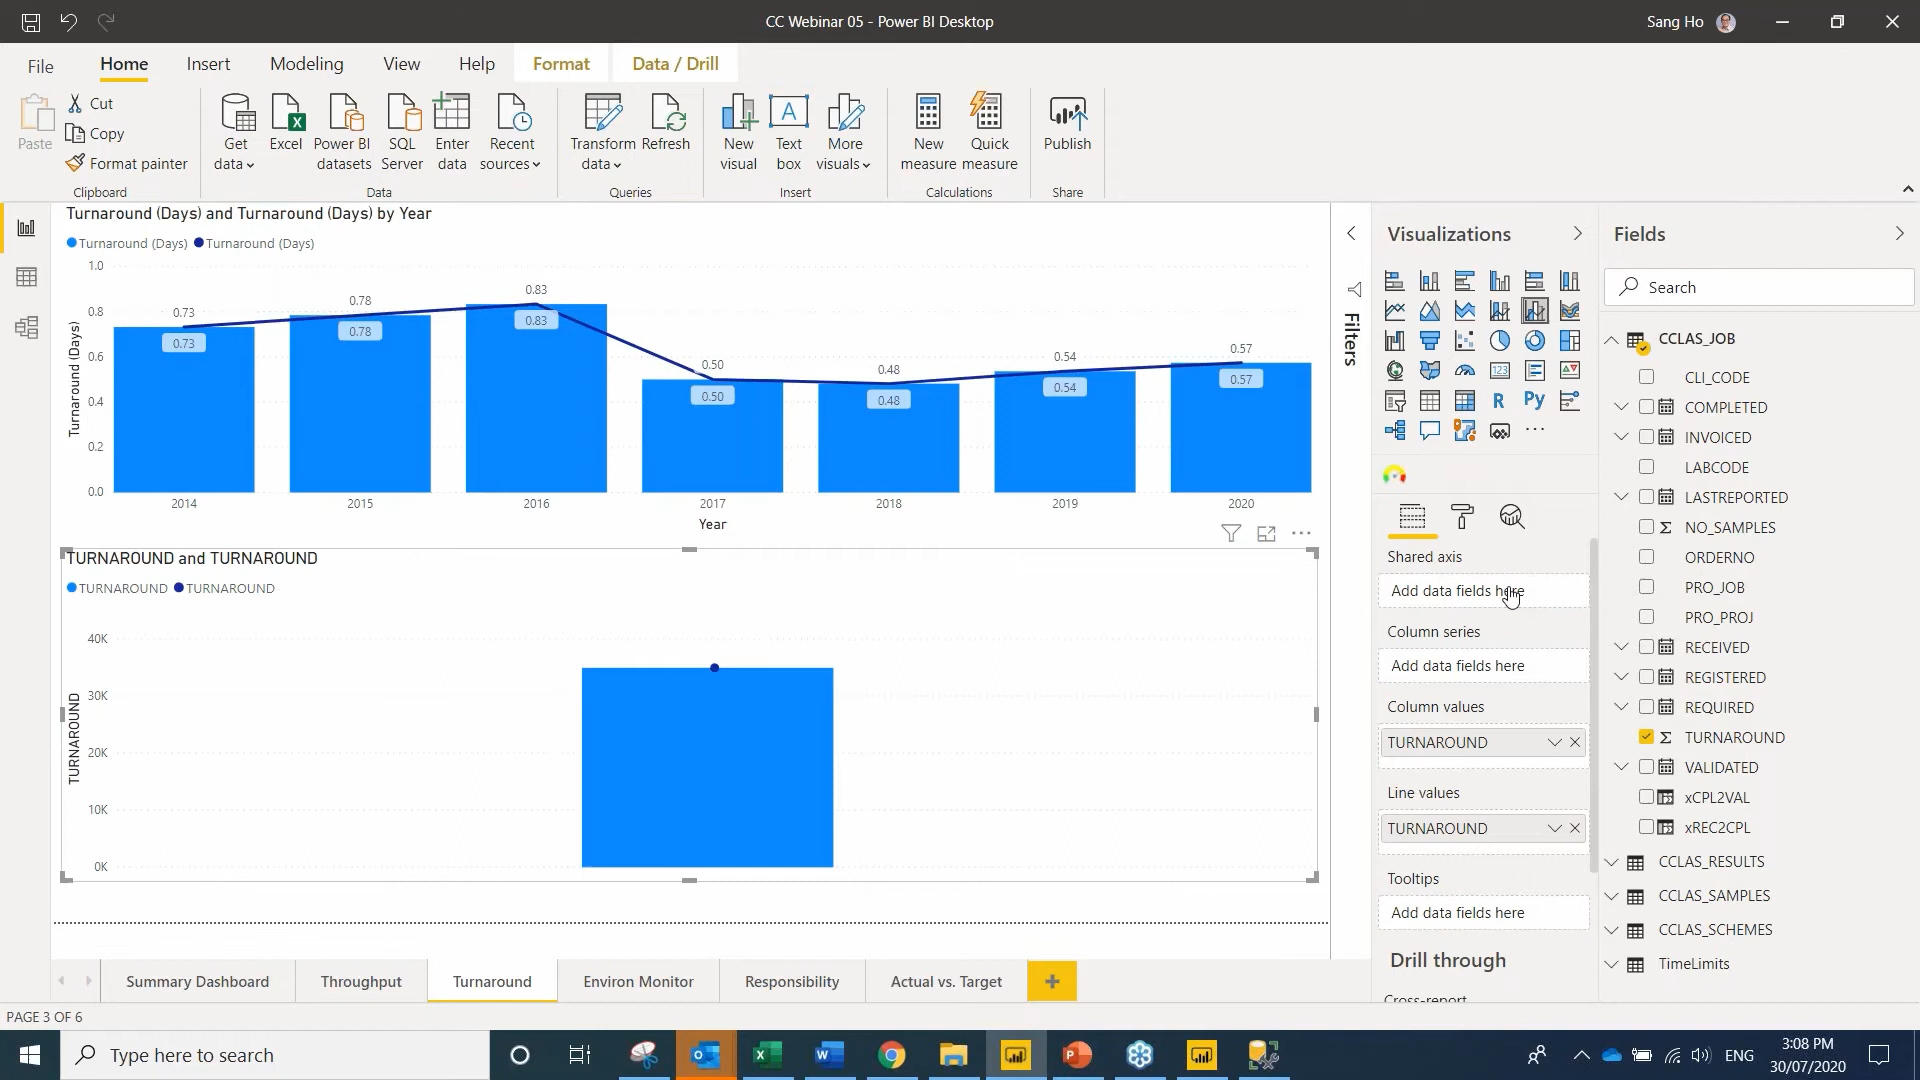 CC Webinar 05 - Power BI Desktop
Sang Ho
File
Home
Insert
Modeling
View
Help
Format
Data / Drill
Paste
Cut
Copy
Format painter
Clipboard
Get data
Excel
Power BI datasets
SQL Server
Enter data
Recent sources
Data
Transform data
Refresh
Queries
New visual
Text box
More visuals
Insert
New measure
Quick measure
Calculations
Publish
Share
Turnaround (Days) and Turnaround (Days) by Year
Turnaround (Days) Turnaround (Days)
Turnaround (Days)
1.0
0.8
0.6
0.4
0.2
0.0
0.73
0.78
0.83
0.50
0.48
0.54
0.57
0.73
0.78
0.83
0.50
0.48
0.54
0.57
2014 2015 2016 2017 2018 2019 2020
Year
TURNAROUND and TURNAROUND
TURNAROUND TURNAROUND
TURNAROUND
40K
30K
20K
10K
0K
Filters
Visualizations
123
R
Py
Shared axis
Add data fields here
Column series
Add data fields here
Column values
TURNAROUND
Line values
TURNAROUND
Tooltips
Add data fields here
Drill through
Cross-report
Fields
Search
CCLAS_JOB
CLI_CODE
COMPLETED
INVOICED
LABCODE
LASTREPORTED
NO_SAMPLES
ORDERNO
PRO_JOB
PRO_PROJ
RECEIVED
REGISTERED
REQUIRED
TURNAROUND
VALIDATED
xCPL2VAL
xREC2CPL
CCLAS_RESULTS
CCLAS_SAMPLES
CCLAS_SCHEMES
TimeLimits
Summary Dashboard
Throughput
Turnaround
Environ Monitor
Responsibility
Actual vs. Target
PAGE 3 OF 6
Type here to search
ENG
3:08 PM
30/07/2020